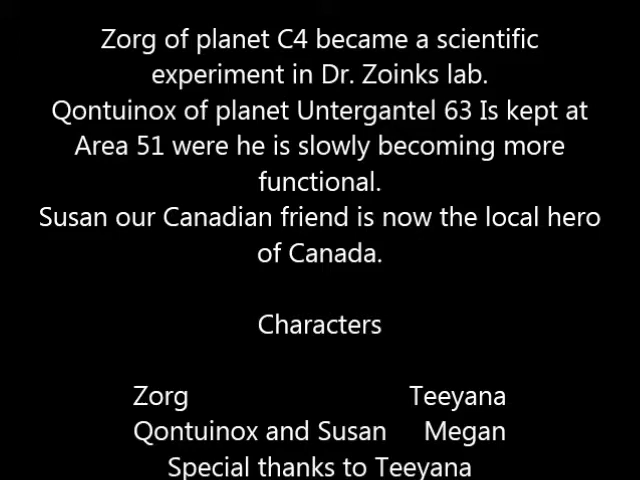 Zorg of planet C4 became a scientific
experiment in Dr. Zoinks lab.
Qontuinox of planet Untergantel 63 Is kept at
Area 51 were he is slowly becoming more
functional.
Susan our Canadian friend is now the local hero
of Canada.
Characters
Zorg Teeyana
Qontuinox and Susan Megan
Special thanks to Teeyana